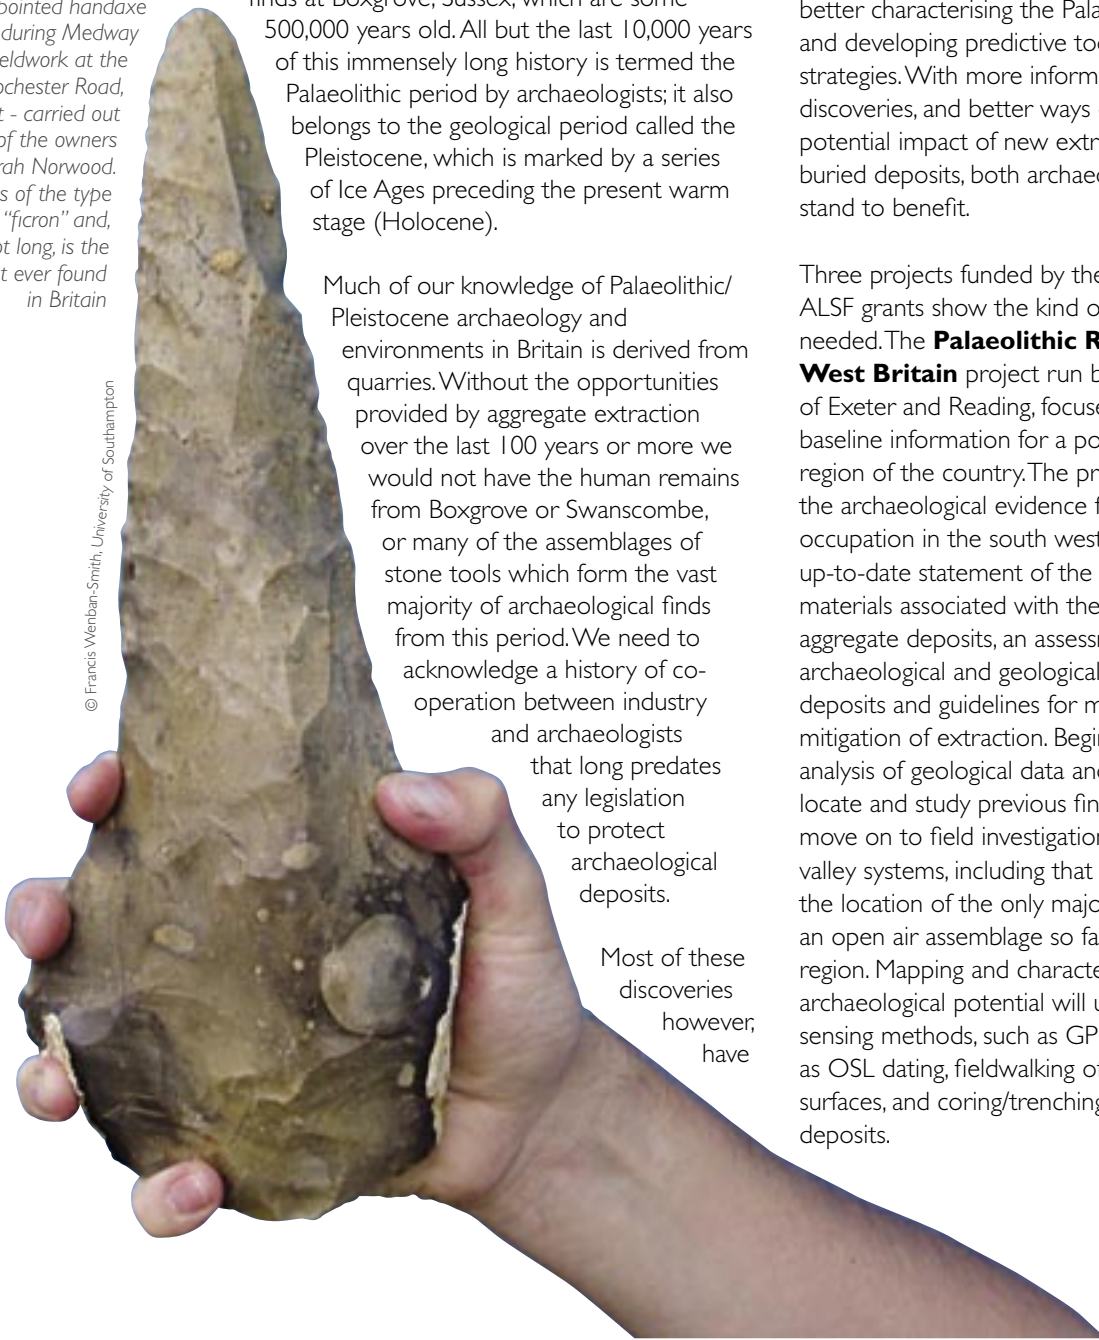 pointed handaxe
during Medway
eldwork at the
ochester Road,
t - carried out
of the owners
rah Norwood.
s of the type
“ficron” and,
ot long, is the
t ever found
in Britain
© Francis Wenban-Smith, University of Southampton
finds at Boxgrove, Sussex, which are some
500,000 years old. All but the last 10,000 years
of this immensely long history is termed the
Palaeolithic period by archaeologists; it also
belongs to the geological period called the
Pleistocene, which is marked by a series
of Ice Ages preceding the present warm
stage (Holocene).
Much of our knowledge of Palaeolithic/
Pleistocene archaeology and
environments in Britain is derived from
quarries. Without the opportunities
provided by aggregate extraction
over the last 100 years or more we
would not have the human remains
from Boxgrove or Swanscombe,
or many of the assemblages of
stone tools which form the vast
majority of archaeological finds
from this period. We need to
acknowledge a history of co-
operation between industry
and archaeologists
that long predates
any legislation
to protect
archaeological
deposits.
Most of these
discoveries
however,
have
better characterising the Pala
and developing predictive too
strategies. With more inform
discoveries, and better ways
potential impact of new extr
buried deposits, both archaeo
stand to benefit.
Three projects funded by the
ALSF grants show the kind o
needed. The Palaeolithic R
West Britain project run b
of Exeter and Reading, focuse
baseline information for a po
region of the country. The pr
the archaeological evidence f
occupation in the south west
up-to-date statement of the
materials associated with the
aggregate deposits, an assessm
archaeological and geological
deposits and guidelines for m
mitigation of extraction. Begin
analysis of geological data and
locate and study previous fin
move on to field investigation
valley systems, including that
the location of the only majo
an open air assemblage so fa
region. Mapping and characte
archaeological potential will u
sensing methods, such as GP
as OSL dating, fieldwalking of
surfaces, and coring/trenching
deposits.